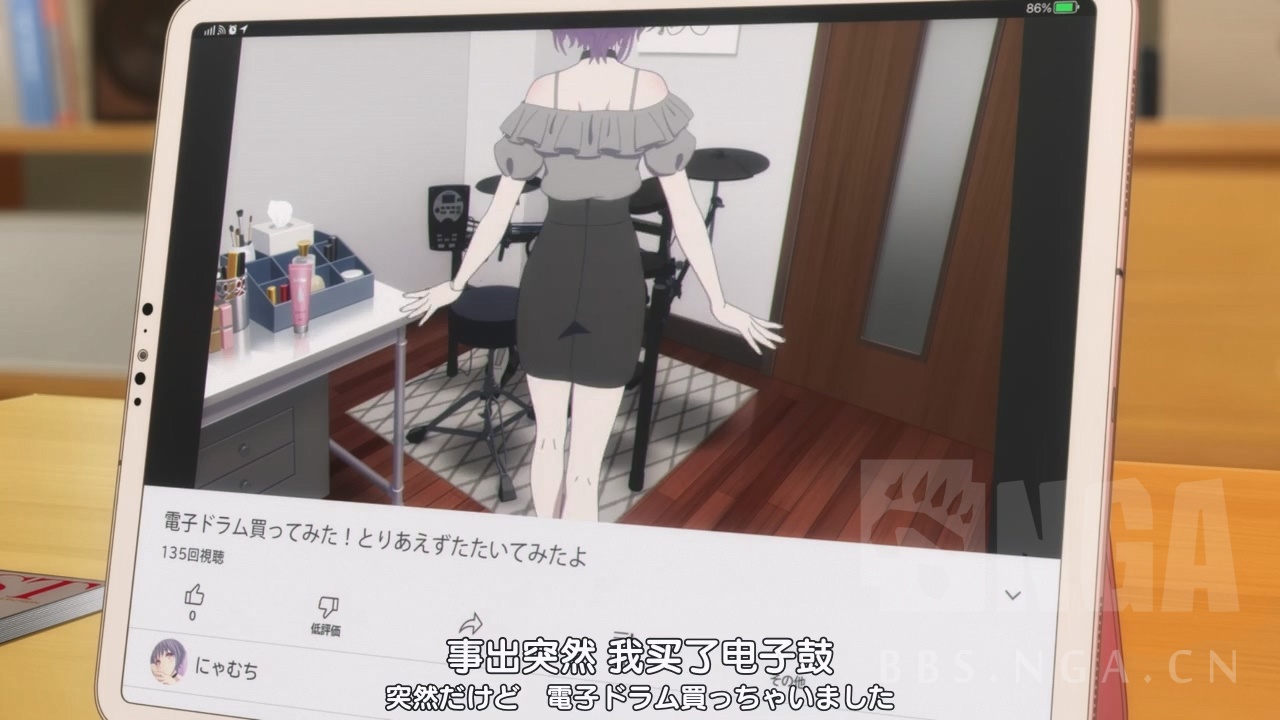 86%
電子ドラム買ってみた！とりあえずたたいてみたよ
135回視聴
0
低評価
その他
にゃむち
事出突然 我买了电子鼓
突然だけど 電子ドラム買っちゃいました
NGA
BBS.NGA.CN